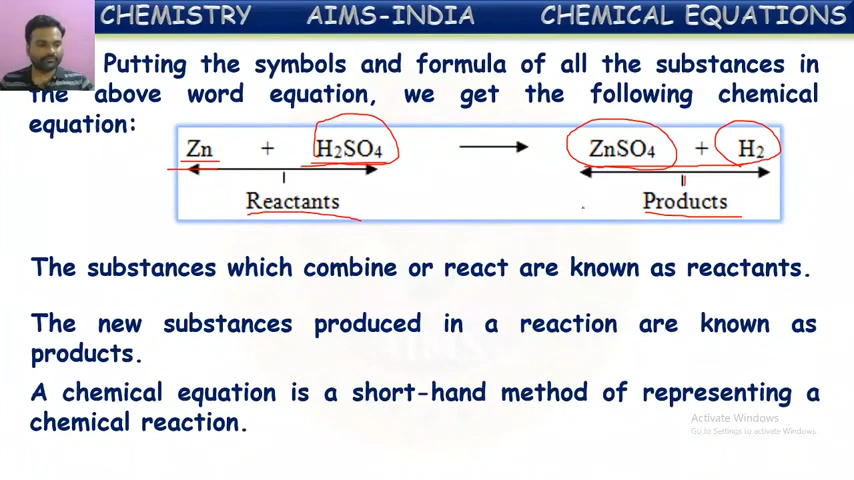 CHEMISTRY AIMS-INDIA CHEMICAL EQUATIONS
Putting the symbols and formula of all the substances in
the above word equation, we get the following chemical
equation:
Zn + H₂SO₄ ⟶ ZnSO₄ + H₂
Reactants Products
The substances which combine or react are known as reactants.
The new substances produced in a reaction are known as
products.
A chemical equation is a short-hand method of representing a
chemical reaction.
Activate Windows
Go to Settings to activate Windows.
AIMS